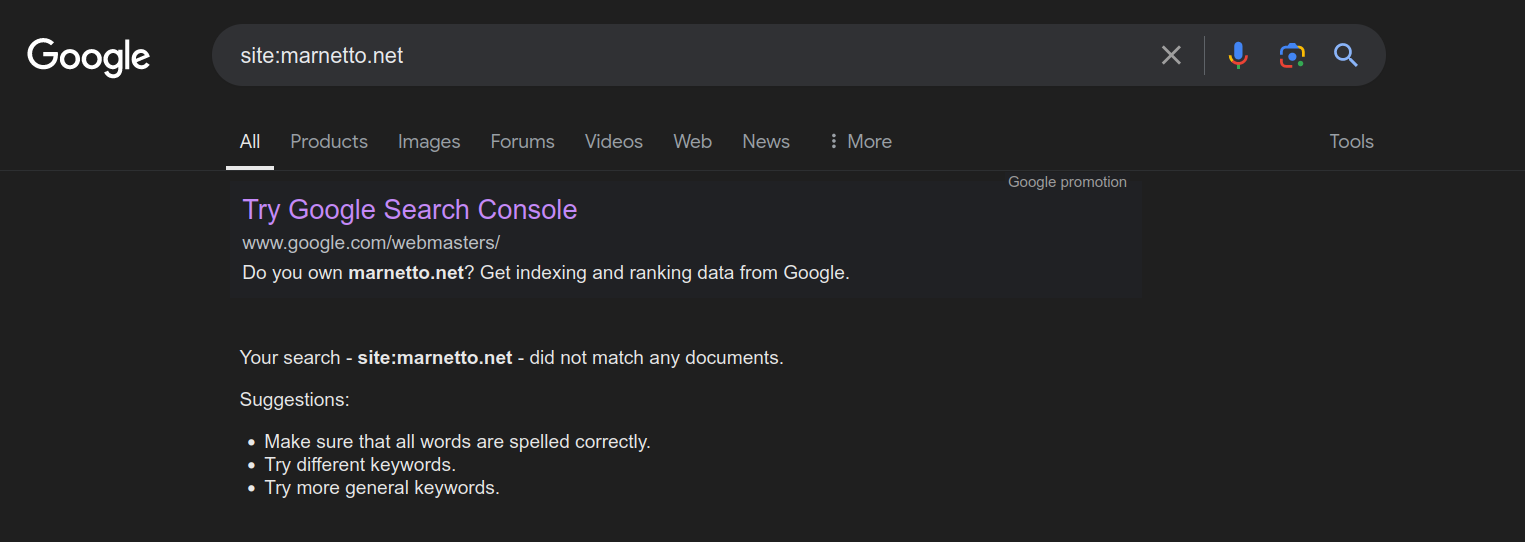 Google
site:marnetto.net
All Products Images Forums Videos Web News More Tools
Google promotion
Try Google Search Console
www.google.com/webmasters/
Do you own marnetto.net? Get indexing and ranking data from Google.
Your search - site:marnetto.net - did not match any documents.
Suggestions:
Make sure that all words are spelled correctly.
Try different keywords.
Try more general keywords.